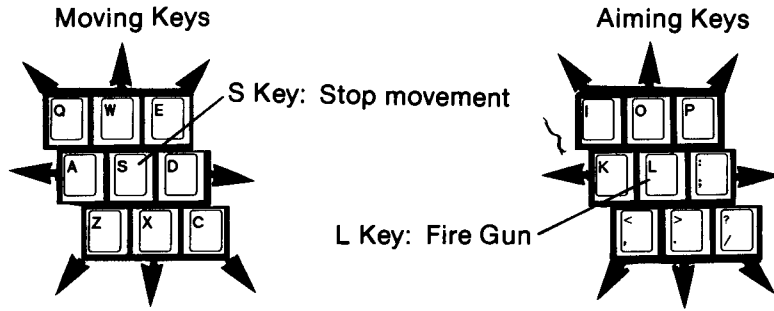 Moving Keys
Aiming Keys
Q W E
I O P
S Key: Stop movement
A S D
K L : ;
L Key: Fire Gun
Z X C
< , > . ? /